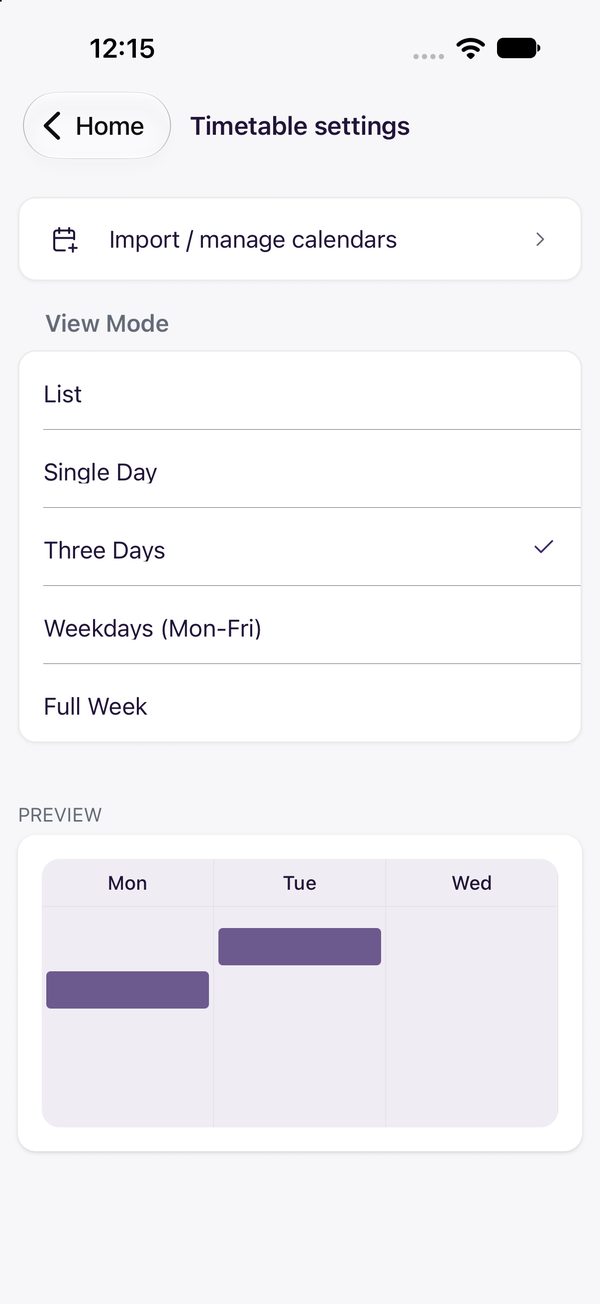 12:15
Home
Timetable settings
Import / manage calendars
View Mode
List
Single Day
Three Days
Weekdays (Mon-Fri)
Full Week
PREVIEW
Mon Tue Wed